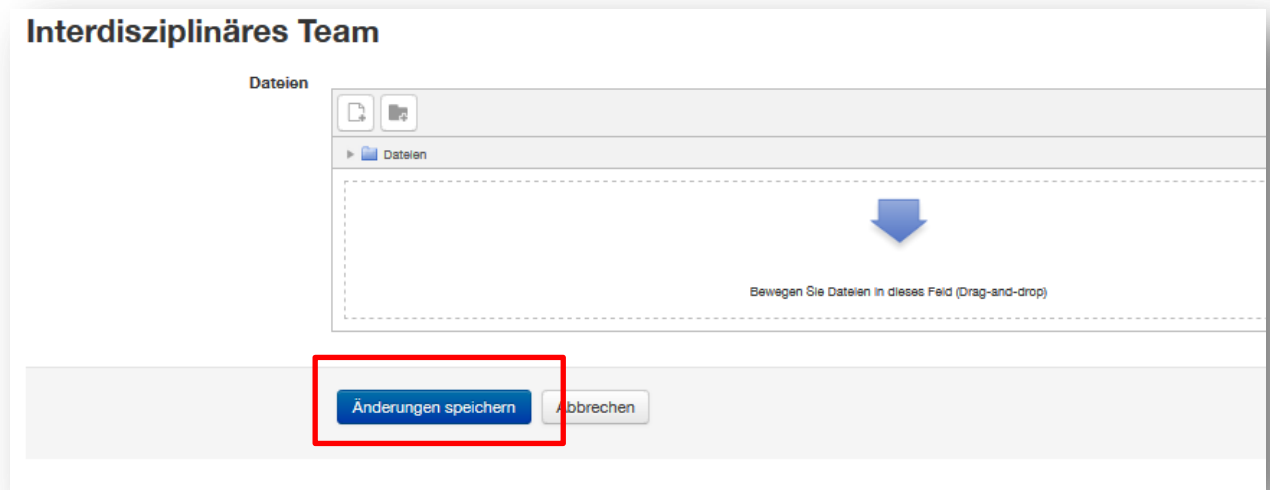 Interdisziplinäres Team
Dateien
Dateien
Bewegen Sie Dateien in dieses Feld (Drag-and-drop)
Änderungen speichern
Abbrechen